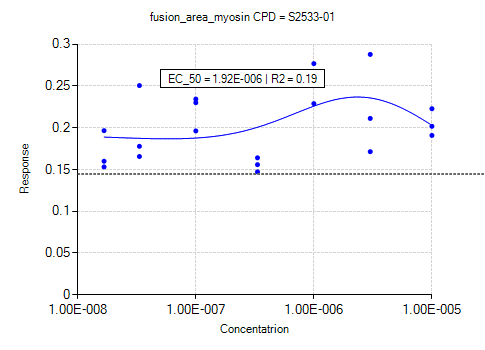 fusion_area_myosin CPD = S2533-01
0.3
EC_50 = 1.92E-006 | R2 = 0.19
0.25
0.2
Response
0.15
0.1
0.05
0
1.00E-008 1.00E-007 1.00E-006 1.00E-005
Concentatrion